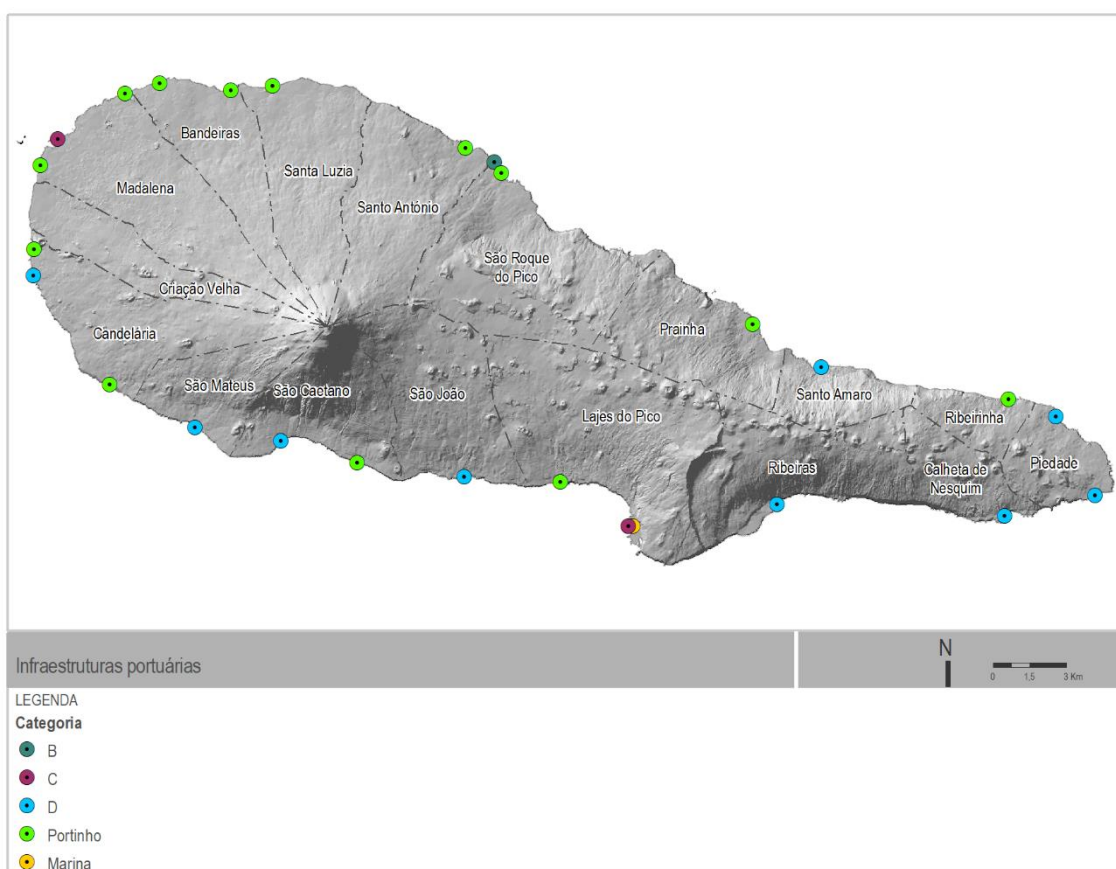 Bandeiras
Santa Luzia
Madalena
Santo António
São Roque
do Pico
Criação Velha
Prainha
Candelária
São Mateus
São Caetano
São João
Santo Amaro
Lajes do Pico
Ribeirinha
Ribeiras
Calheta de
Nesquim
Piedade
Infraestruturas portuárias
N
0 1,5 3 Km
LEGENDA
Categoria
B
C
D
Portinho
Marina